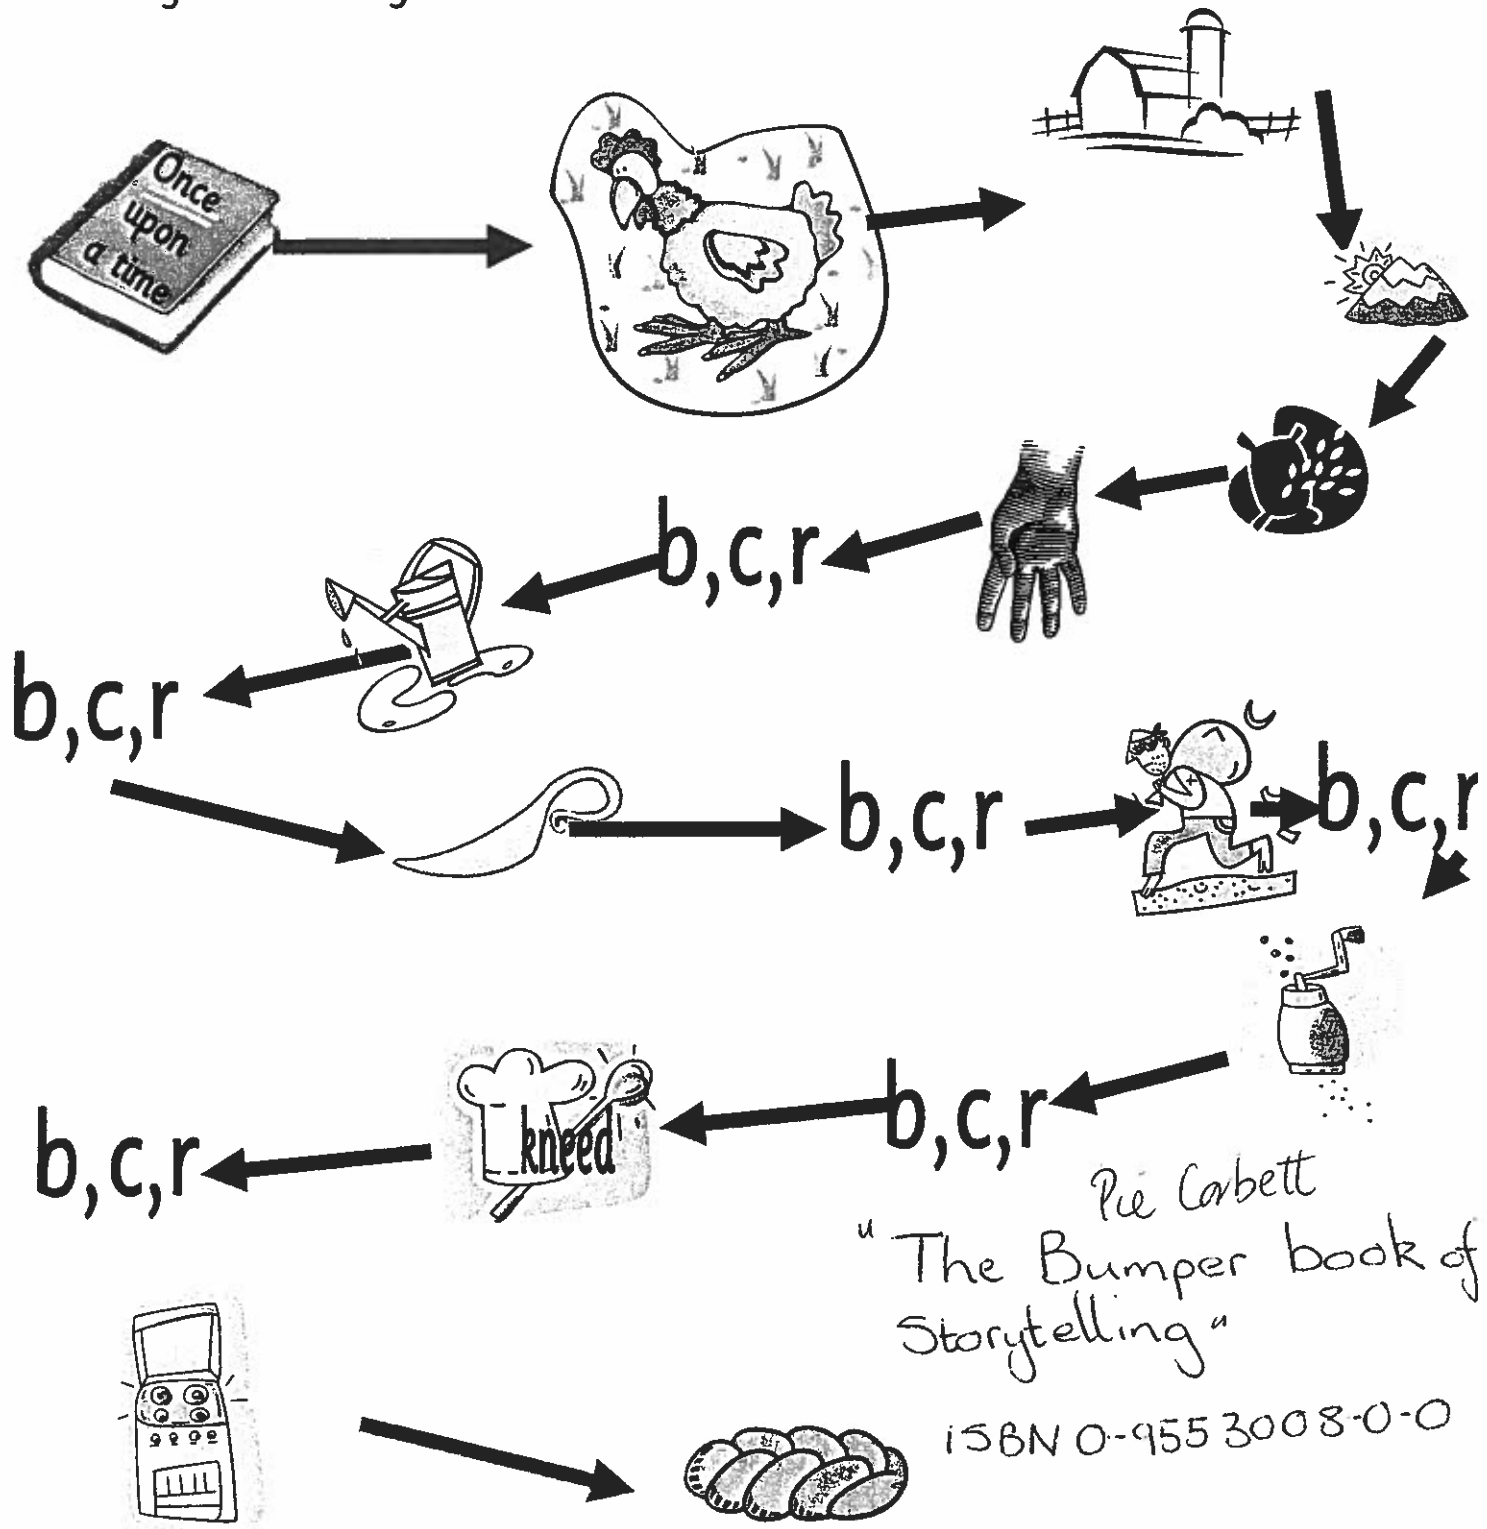 Once
upon
a time
b,c,r
b,c,r
b,c,r
b,c,r
b,c,r
kneed
b,c,r
Pie Corbett
"The Bumper book of
Storytelling"
iSBN 0-9553008-0-0